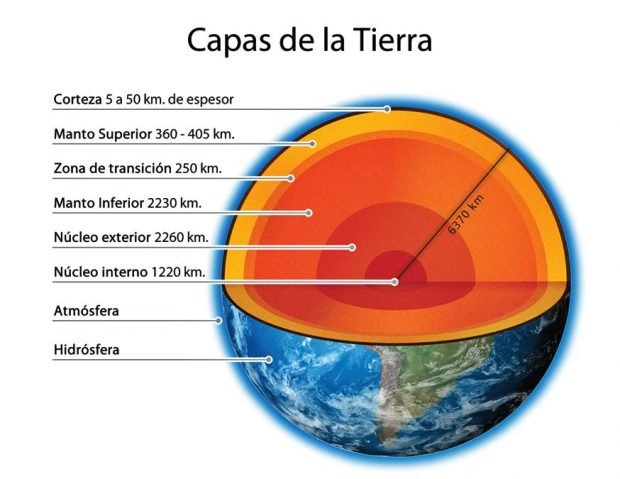 Capas de la Tierra
Corteza 5 a 50 km. de espesor
Manto Superior 360 - 405 km.
Zona de transición 250 km.
Manto Inferior 2230 km.
Núcleo exterior 2260 km.
Núcleo interno 1220 km.
Atmósfera
Hidrósfera
6370 km